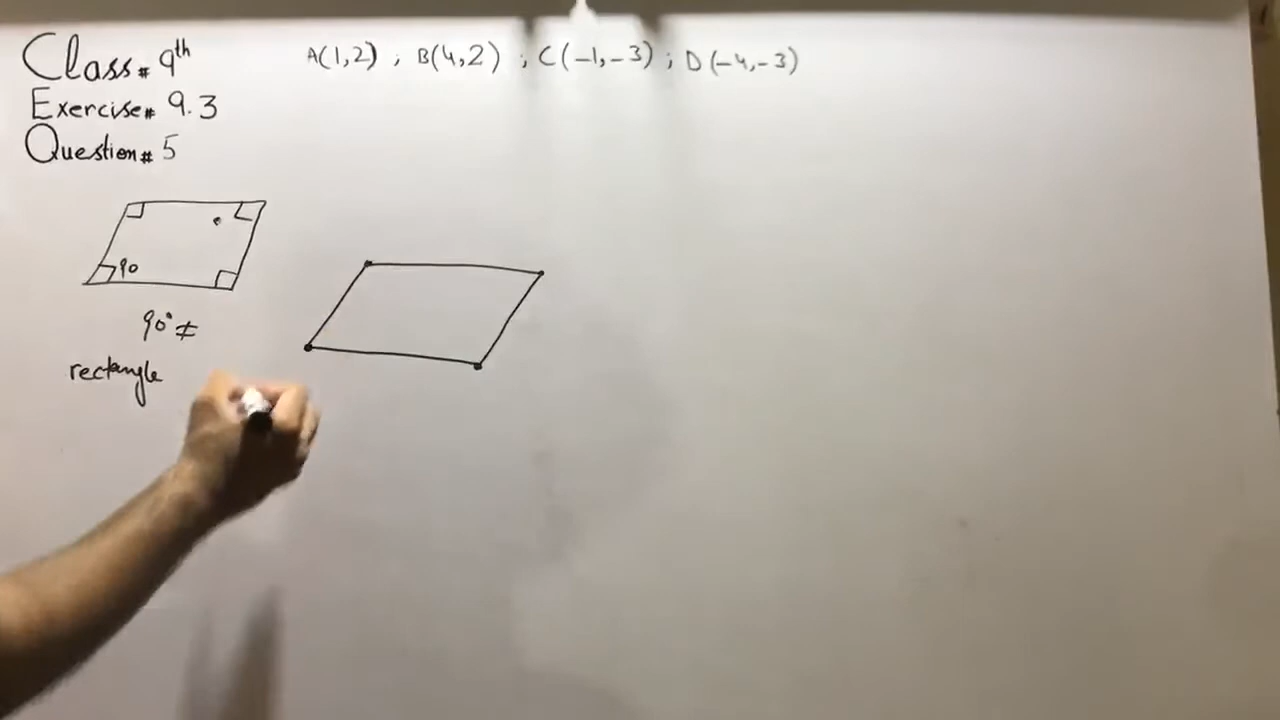 Class# 9th
Exercise# 9.3
Question# 5
A(1,2) ; B(4,2) ; C(-1,-3) ; D(-4,-3)
90
90° ≠
rectangle